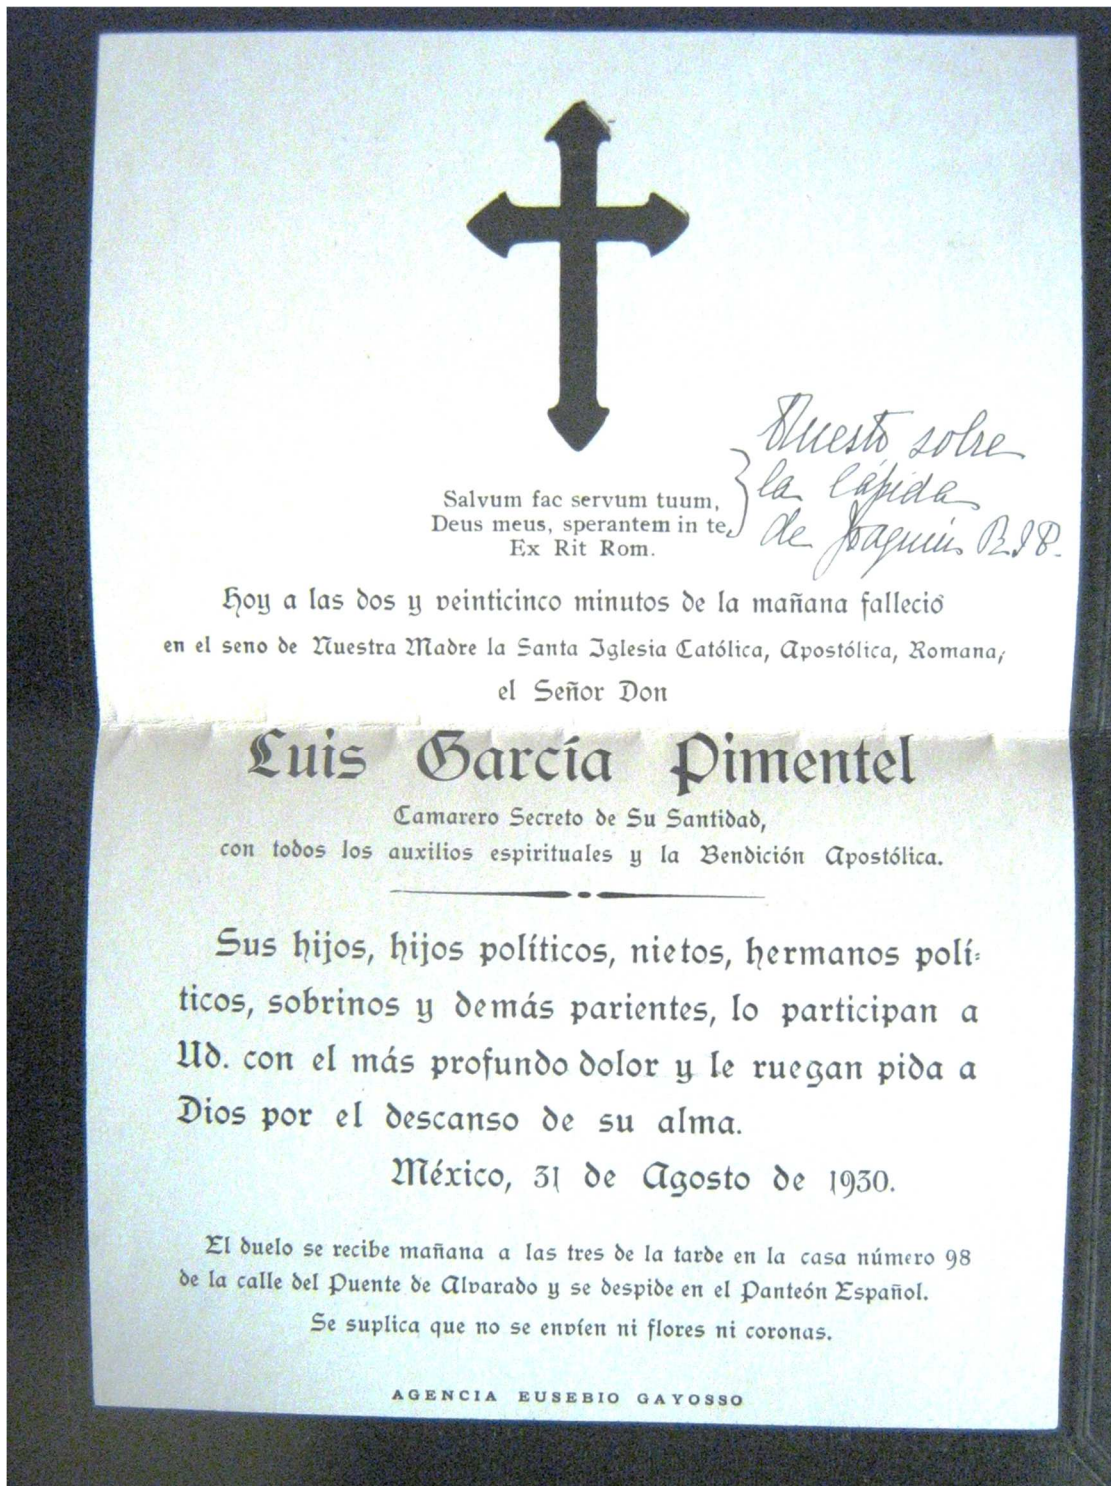 Puesto sobre
la lápida
de Joaquín R.I.P.
Salvum fac servum tuum,
Deus meus, sperantem in te.
Ex Rit Rom.
Hoy a las dos y veinticinco minutos de la mañana falleció
en el seno de Nuestra Madre la Santa Iglesia Católica, Apostólica, Romana,
el Señor Don
Luis García Pimentel
Camarero Secreto de Su Santidad,
con todos los auxilios espirituales y la Bendición Apostólica.
Sus hijos, hijos políticos, nietos, hermanos polí-
ticos, sobrinos y demás parientes, lo participan a
Ud. con el más profundo dolor y le ruegan pida a
Dios por el descanso de su alma.
México, 31 de Agosto de 1930.
El duelo se recibe mañana a las tres de la tarde en la casa número 98
de la calle del Puente de Alvarado y se despide en el Panteón Español.
Se suplica que no se envíen ni flores ni coronas.
AGENCIA EUSEBIO GAYOSSO